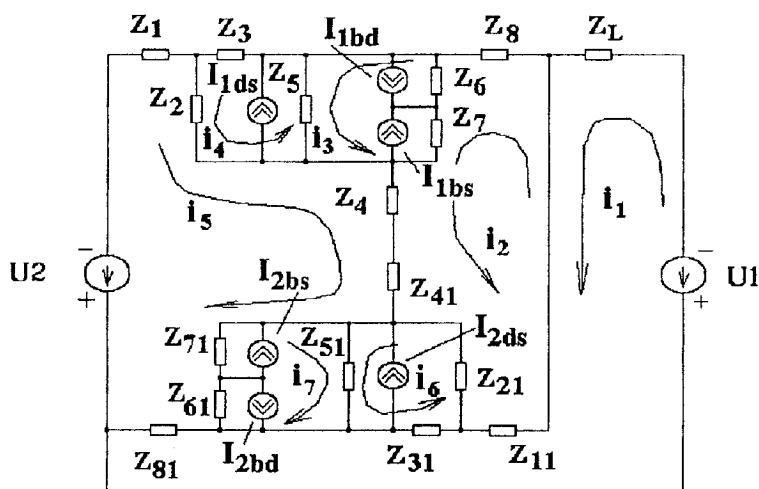 Z1 Z3 I1bd Z8 ZL
I1ds Z5 Z6
Z2 Z7
i4 i3 I1bs
Z4
i5 i2 i1
- -
U2 I2bs Z41 U1
+ +
Z71 Z51 I2ds
i7 i6 Z21
Z61
Z81 I2bd Z31 Z11